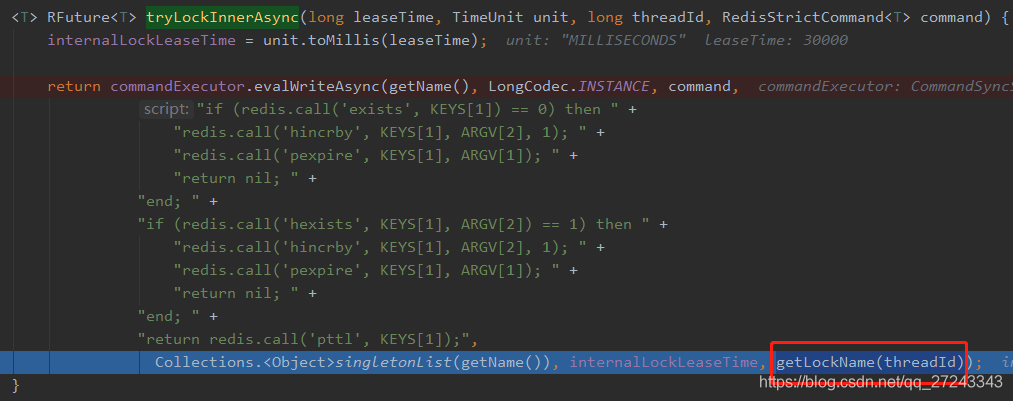 <T> RFuture<T> tryLockInnerAsync(long leaseTime, TimeUnit unit, long threadId, RedisStrictCommand<T> command) {
internalLockLeaseTime = unit.toMillis(leaseTime); unit: "MILLISECONDS" leaseTime: 30000
return commandExecutor.evalWriteAsync(getName(), LongCodec.INSTANCE, command, commandExecutor:
script: "if (redis.call('exists', KEYS[1]) == 0) then " +
"redis.call('hincrby', KEYS[1], ARGV[2], 1); " +
"redis.call('pexpire', KEYS[1], ARGV[1]); " +
"return nil; " +
"end; " +
"if (redis.call('hexists', KEYS[1], ARGV[2]) == 1) then " +
"redis.call('hincrby', KEYS[1], ARGV[2], 1); " +
"redis.call('pexpire', KEYS[1], ARGV[1]); " +
"return nil; " +
"end; " +
"return redis.call('pttl', KEYS[1]);",
Collections.<Object>singletonList(getName()), internalLockLeaseTime, getLockName(threadId));
https://blog.csdn.net/qq_27243343
}